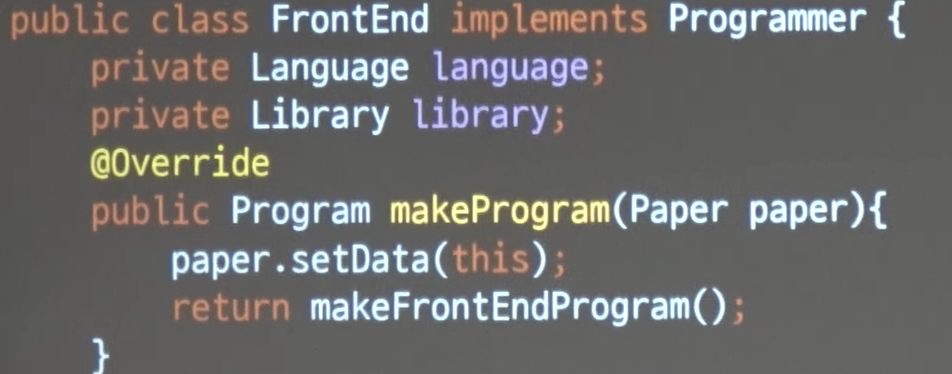 public class FrontEnd implements Programmer {
private Language language;
private Library library;
@Override
public Program makeProgram(Paper paper){
paper.setData(this);
return makeFrontEndProgram();
}